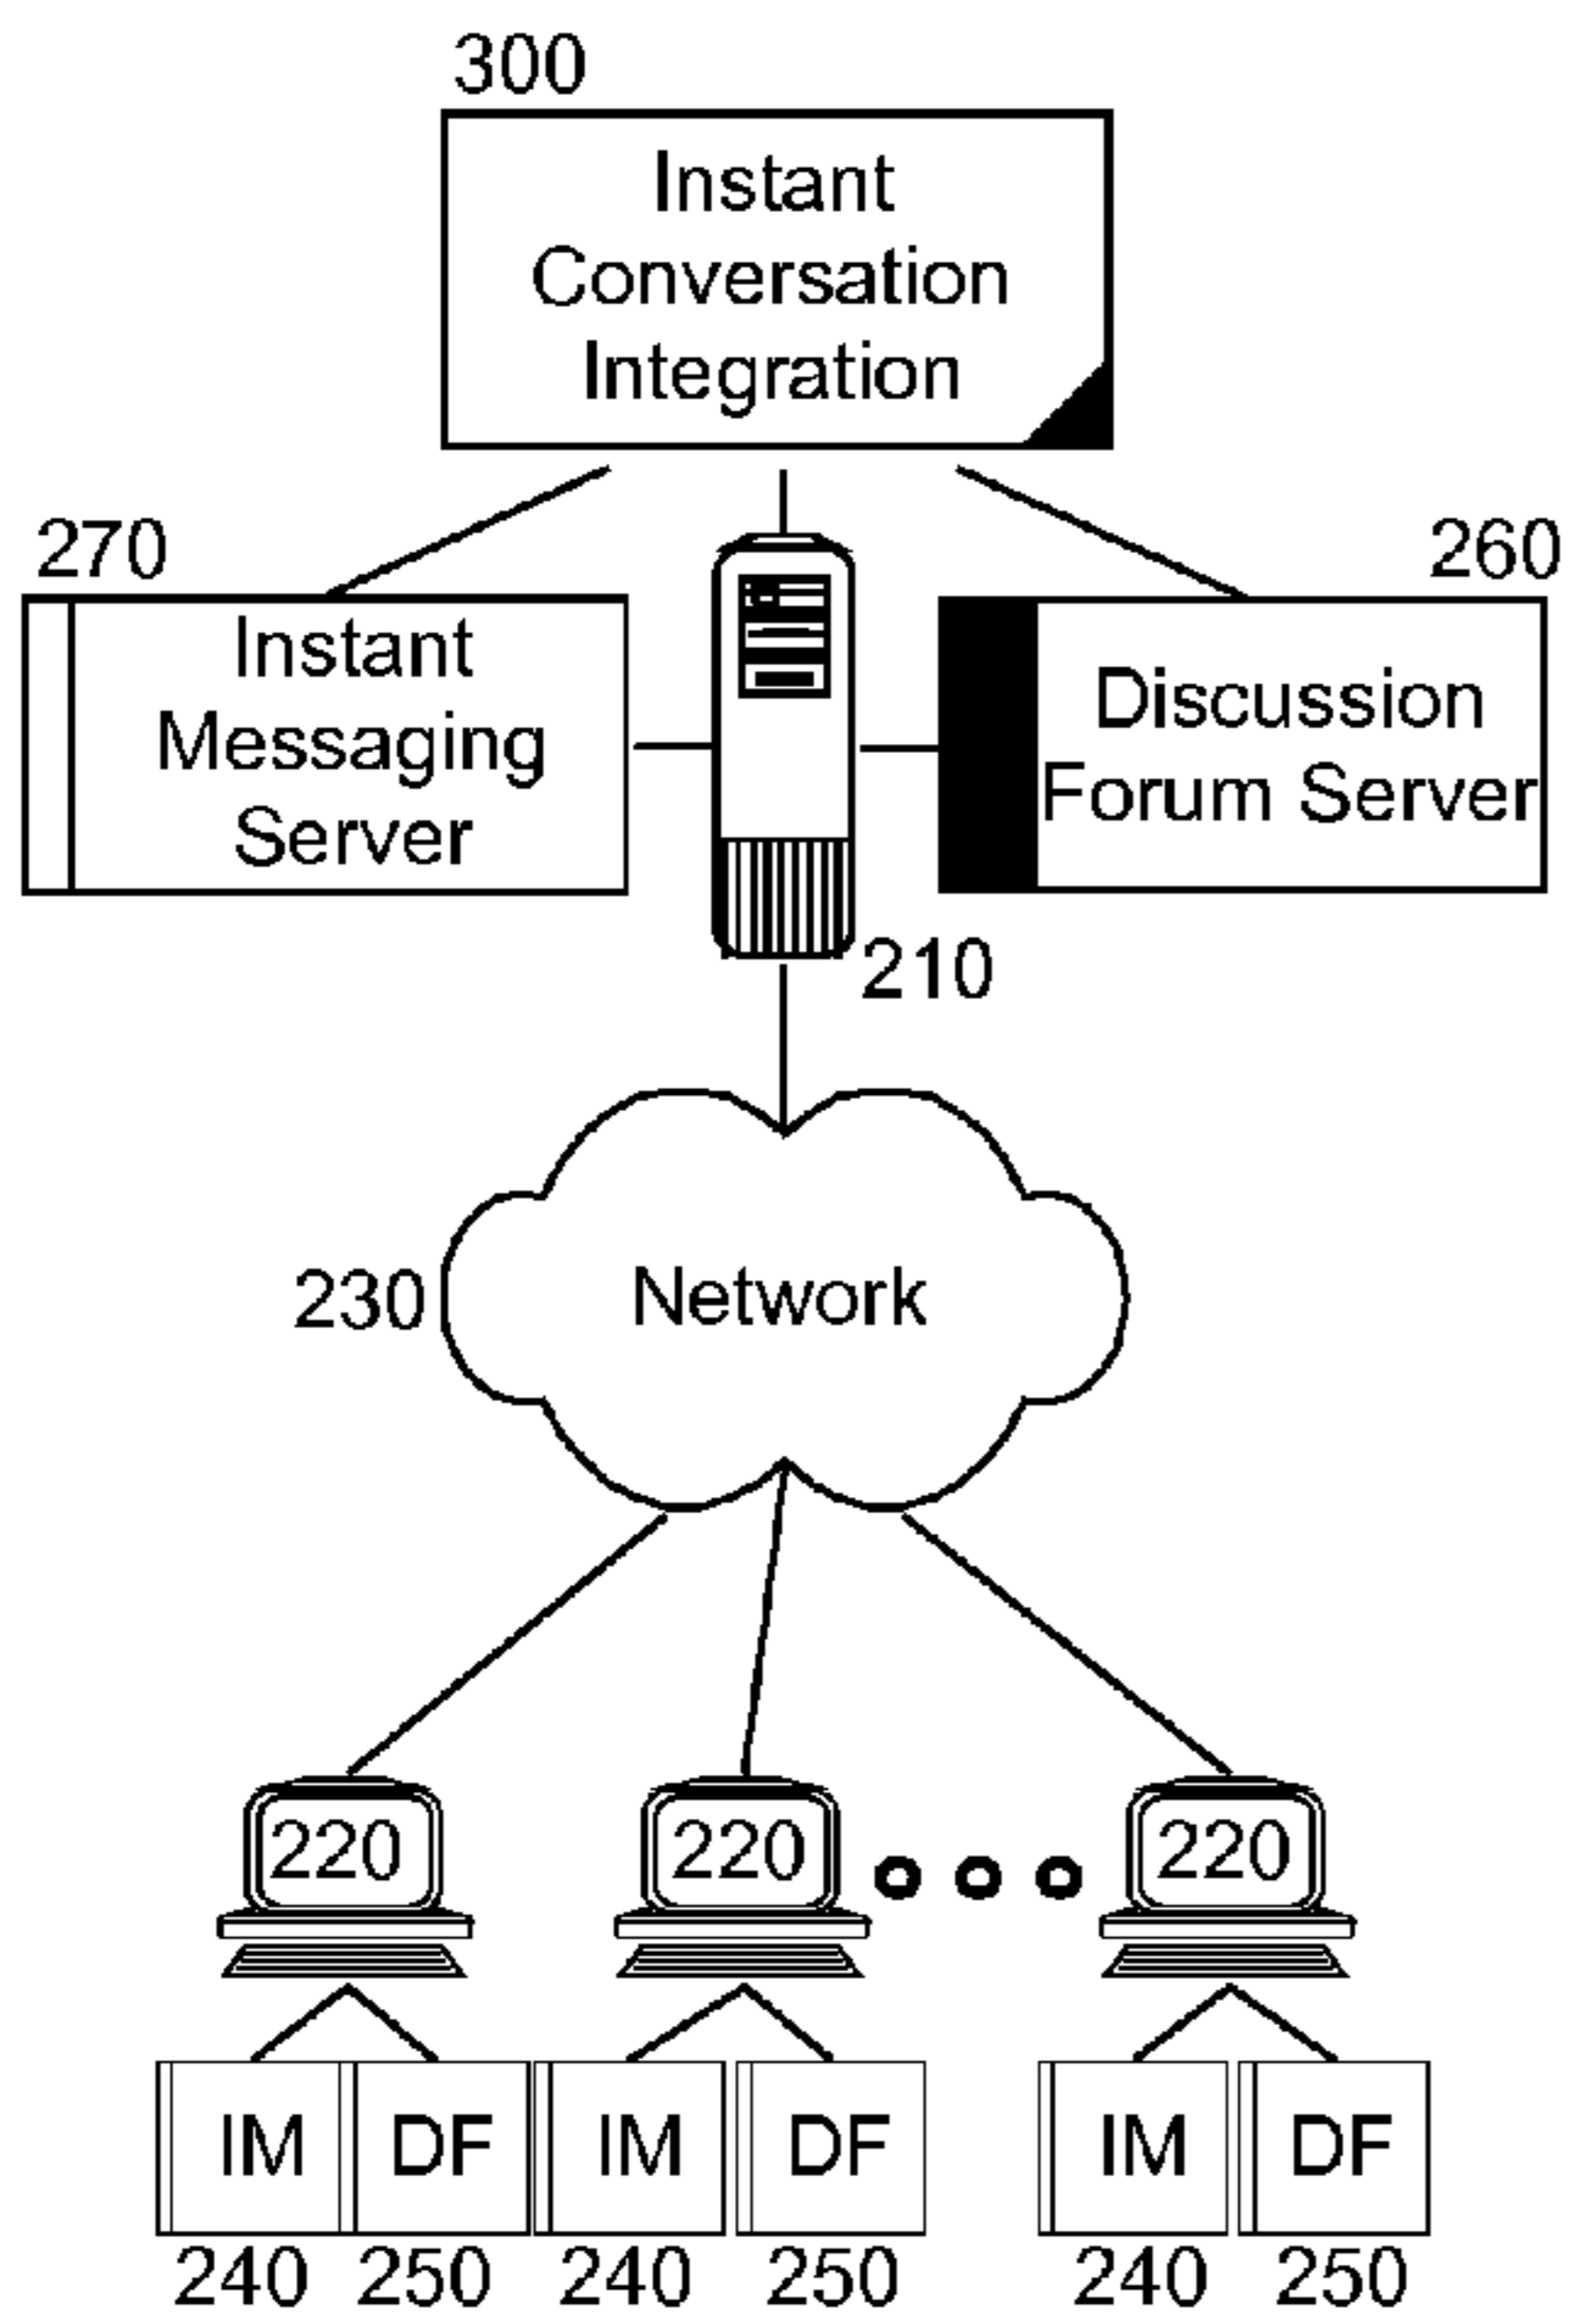 300
Instant
Conversation
Integration
270
260
Instant
Messaging
Server
Discussion
Forum Server
210
230
Network
220 220 220
IM DF IM DF IM DF
240 250 240 250 240 250